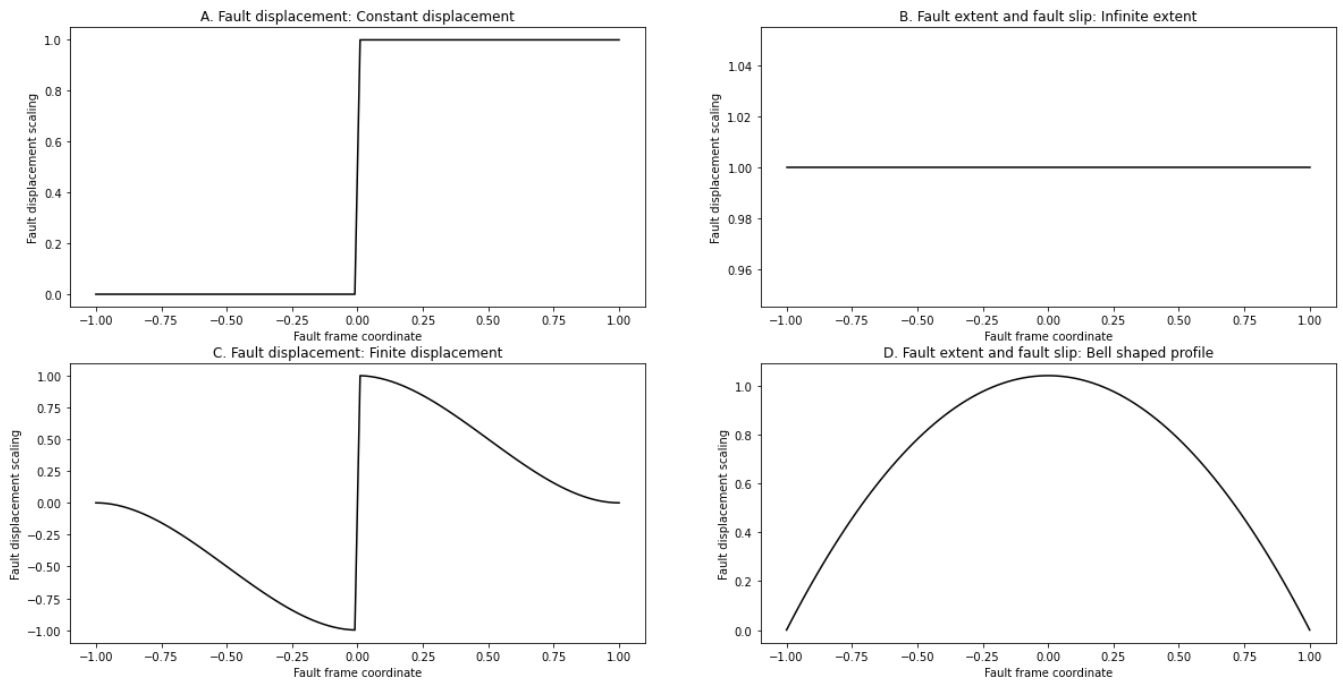 A. Fault displacement: Constant displacement
Fault displacement scaling
1.0
0.8
0.6
0.4
0.2
0.0
−1.00 −0.75 −0.50 −0.25 0.00 0.25 0.50 0.75 1.00
Fault frame coordinate
B. Fault extent and fault slip: Infinite extent
Fault displacement scaling
1.04
1.02
1.00
0.98
0.96
−1.00 −0.75 −0.50 −0.25 0.00 0.25 0.50 0.75 1.00
Fault frame coordinate
C. Fault displacement: Finite displacement
Fault displacement scaling
1.00
0.75
0.50
0.25
0.00
−0.25
−0.50
−0.75
−1.00
−1.00 −0.75 −0.50 −0.25 0.00 0.25 0.50 0.75 1.00
Fault frame coordinate
D. Fault extent and fault slip: Bell shaped profile
Fault displacement scaling
1.0
0.8
0.6
0.4
0.2
0.0
−1.00 −0.75 −0.50 −0.25 0.00 0.25 0.50 0.75 1.00
Fault frame coordinate